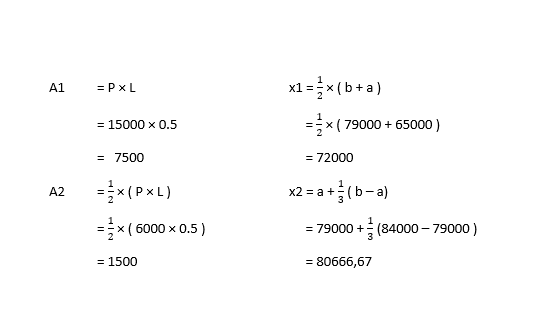 A1 = P × L x1 = 1/2 × ( b + a )
= 15000 × 0.5 = 1/2 × ( 79000 + 65000 )
= 7500 = 72000
A2 = 1/2 × ( P × L ) x2 = a + 1/3 ( b – a)
= 1/2 × ( 6000 × 0.5 ) = 79000 + 1/3 (84000 – 79000 )
= 1500 = 80666,67